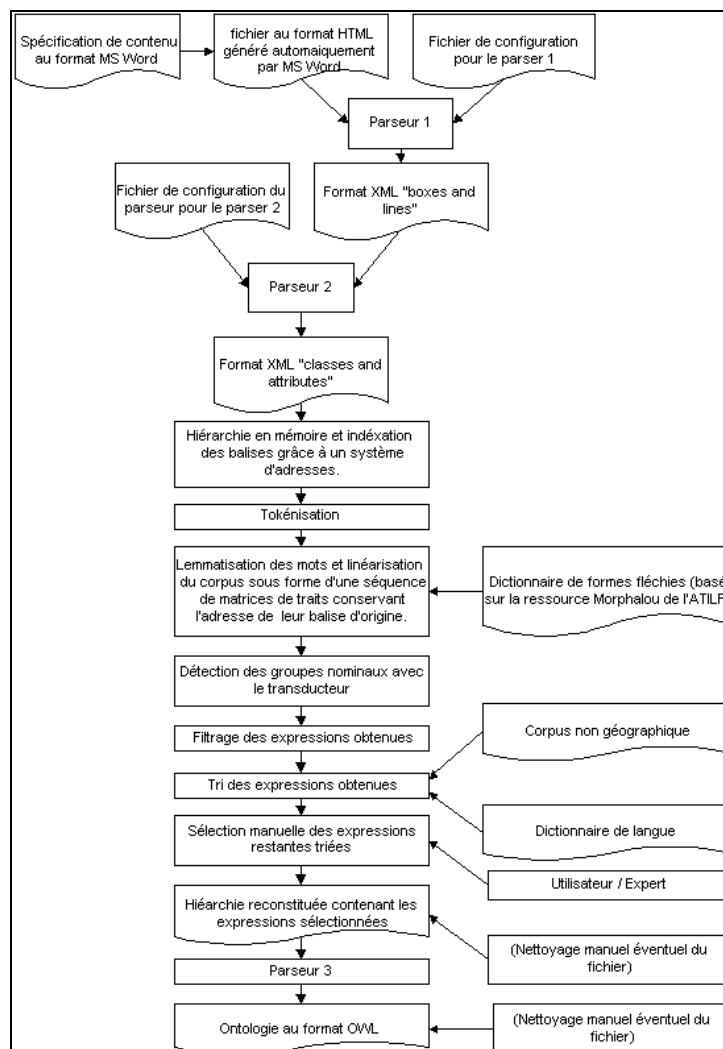 Spécification de contenu
au format MS Word
fichier au format HTML
généré automaiquement
par MS Word
Fichier de configuration
pour le parser 1
Parseur 1
Fichier de configuration du
parseur pour le parser 2
Format XML "boxes and
lines"
Parseur 2
Format XML "classes and
attributes"
Hiérarchie en mémoire et indéxation
des balises grâce à un système
d'adresses.
Tokénisation
Lemmatisation des mots et linéarisation
du corpus sous forme d'une séquence
de matrices de traits conservant
l'adresse de leur balise d'origine.
Dictionnaire de formes fléchies (basé
sur la ressource Morphalou de l'ATILF
Détection des groupes nominaux avec
le transducteur
Filtrage des expressions obtenues
Corpus non géographique
Tri des expressions obtenues
Dictionnaire de langue
Sélection manuelle des expressions
restantes triées
Utilisateur / Expert
Hiéarchie reconstituée contenant les
expressions sélectionnées
(Nettoyage manuel éventuel du
fichier)
Parseur 3
Ontologie au format OWL
(Nettoyage manuel éventuel du
fichier)